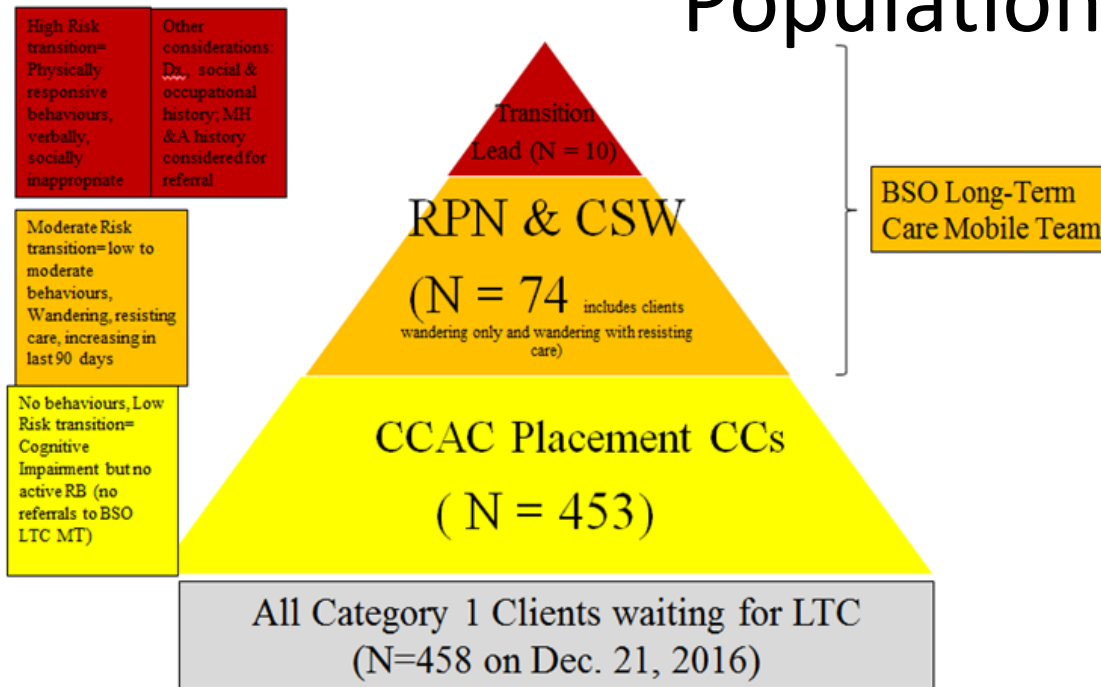 Population
High Risk
transition=
Physically
responsive
behaviours,
verbally,
socially
inappropriate
Other
considerations:
Dx, social &
occupational
history; MH
&A history
considered for
referral
Transition
Lead (N = 10)
RPN & CSW
(N = 74 includes clients
wandering only and wandering with resisting
care)
BSO Long-Term
Care Mobile Team
Moderate Risk
transition= low to
moderate
behaviours,
Wandering, resisting
care, increasing in
last 90 days
No behaviours, Low
Risk transition=
Cognitive
Impairment but no
active RB (no
referrals to BSO
LTC MT)
CCAC Placement CCs
( N = 453)
All Category 1 Clients waiting for LTC
(N=458 on Dec. 21, 2016)